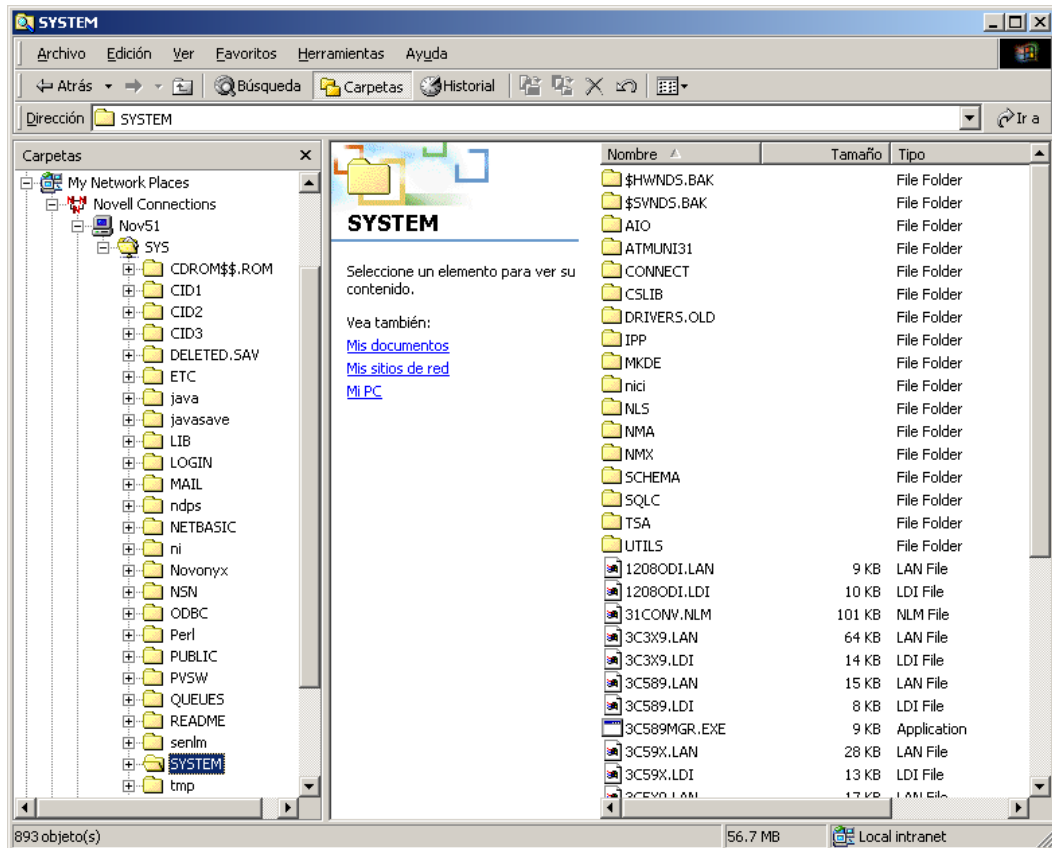 SYSTEM
Archivo Edición Ver Favoritos Herramientas Ayuda
Atrás Búsqueda Carpetas Historial
Dirección SYSTEM Ir a
Carpetas
My Network Places
Novell Connections
Nov51
SYS
CDROM$$.ROM
CID1
CID2
CID3
DELETED.SAV
ETC
java
javasave
LIB
LOGIN
MAIL
ndps
NETBASIC
ni
Novonyx
NSN
ODBC
Perl
PUBLIC
PVSW
QUEUES
README
senlm
SYSTEM
tmp
SYSTEM
Seleccione un elemento para ver su
contenido.
Vea también:
Mis documentos
Mis sitios de red
Mi PC
Nombre Tamaño Tipo
$HWNDS.BAK File Folder
$SVNDS.BAK File Folder
AIO File Folder
ATMUNI31 File Folder
CONNECT File Folder
CSLIB File Folder
DRIVERS.OLD File Folder
IPP File Folder
MKDE File Folder
nici File Folder
NLS File Folder
NMA File Folder
NMX File Folder
SCHEMA File Folder
SQLC File Folder
TSA File Folder
UTILS File Folder
1208ODI.LAN 9 KB LAN File
1208ODI.LDI 10 KB LDI File
31CONV.NLM 101 KB NLM File
3C3X9.LAN 64 KB LAN File
3C3X9.LDI 14 KB LDI File
3C589.LAN 15 KB LAN File
3C589.LDI 8 KB LDI File
3C589MGR.EXE 9 KB Application
3C59X.LAN 28 KB LAN File
3C59X.LDI 13 KB LDI File
17 KB LAN File
893 objeto(s) 56.7 MB Local intranet